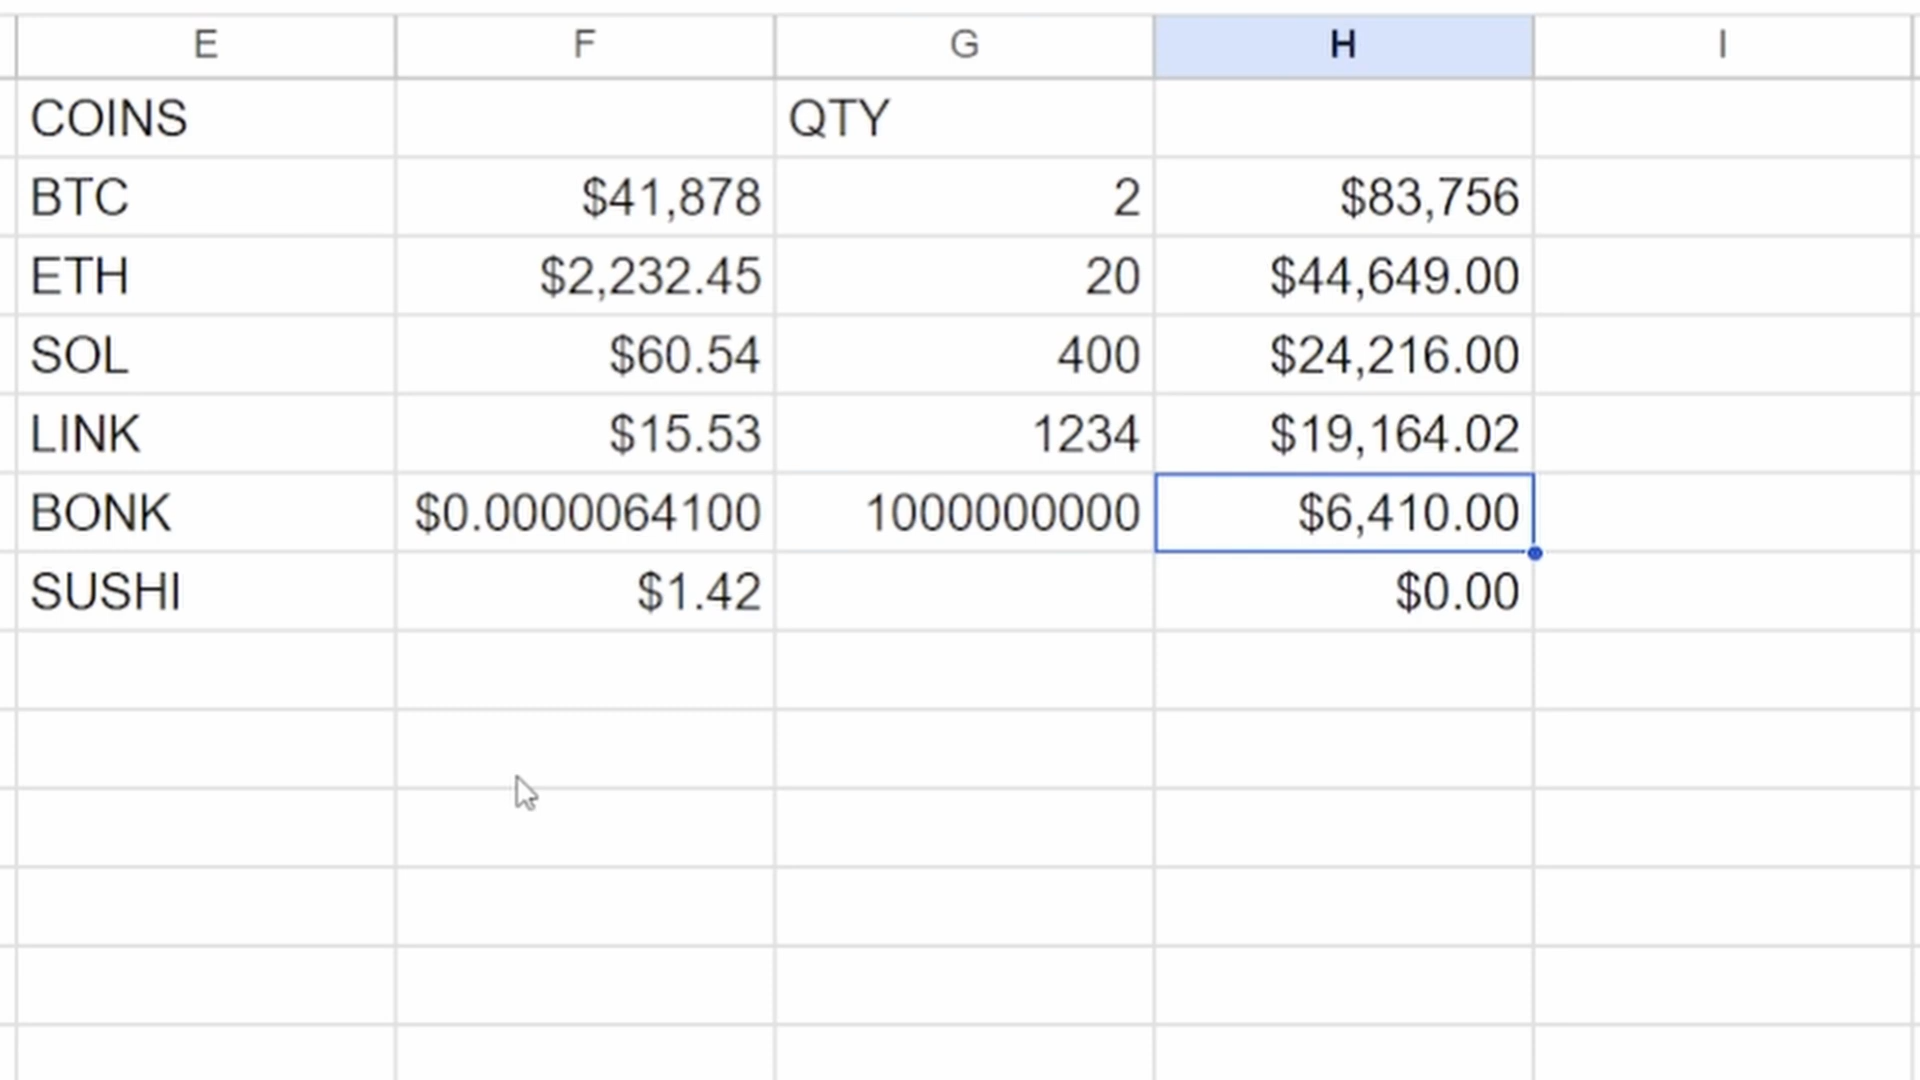 E F G H I
COINS QTY
BTC $41,878 2 $83,756
ETH $2,232.45 20 $44,649.00
SOL $60.54 400 $24,216.00
LINK $15.53 1234 $19,164.02
BONK $0.0000064100 1000000000 $6,410.00
SUSHI $1.42 $0.00